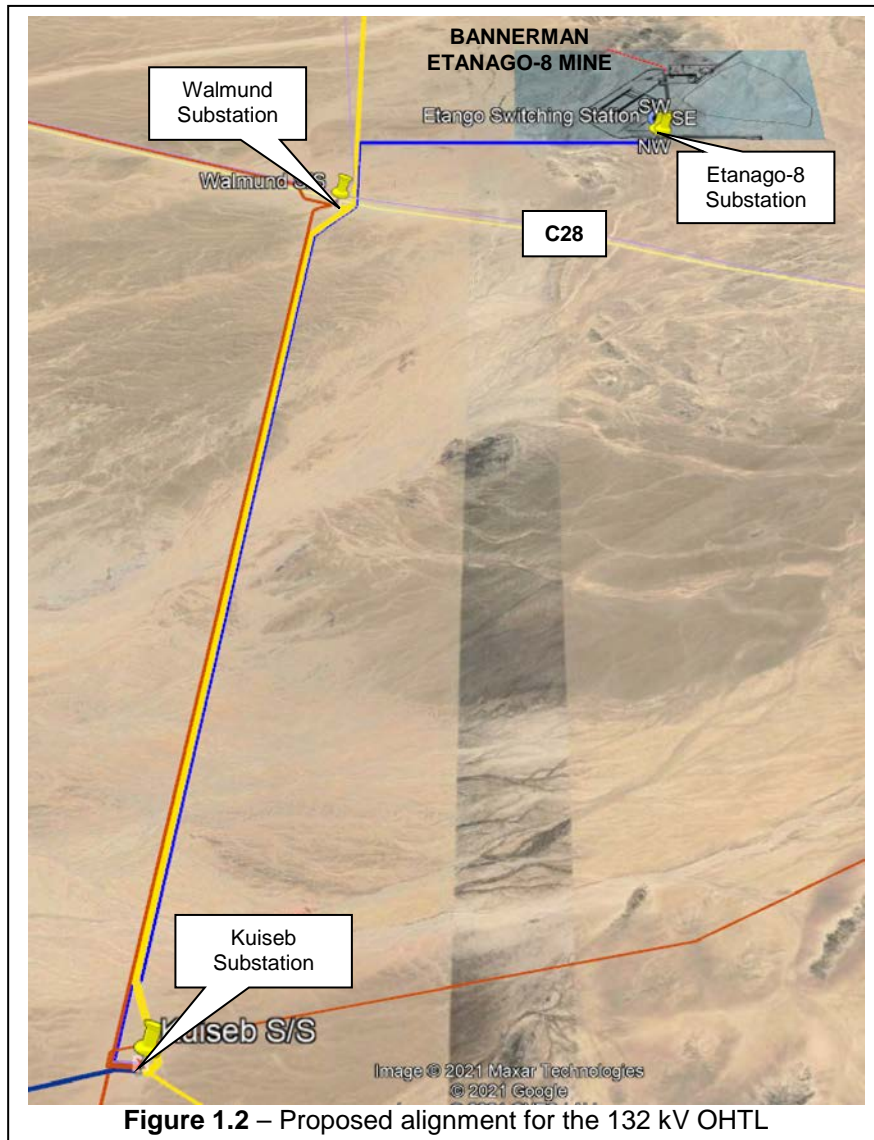 BANNERMAN
ETANAGO-8 MINE
Walmund
Substation
SW
Etango Switching Station
SE
NW
Etanago-8
Substation
Walmund S/S
C28
Kuiseb
Substation
Kuiseb S/S
Image © 2021 Maxar Technologies
© 2021 Google
Figure 1.2 – Proposed alignment for the 132 kV OHTL